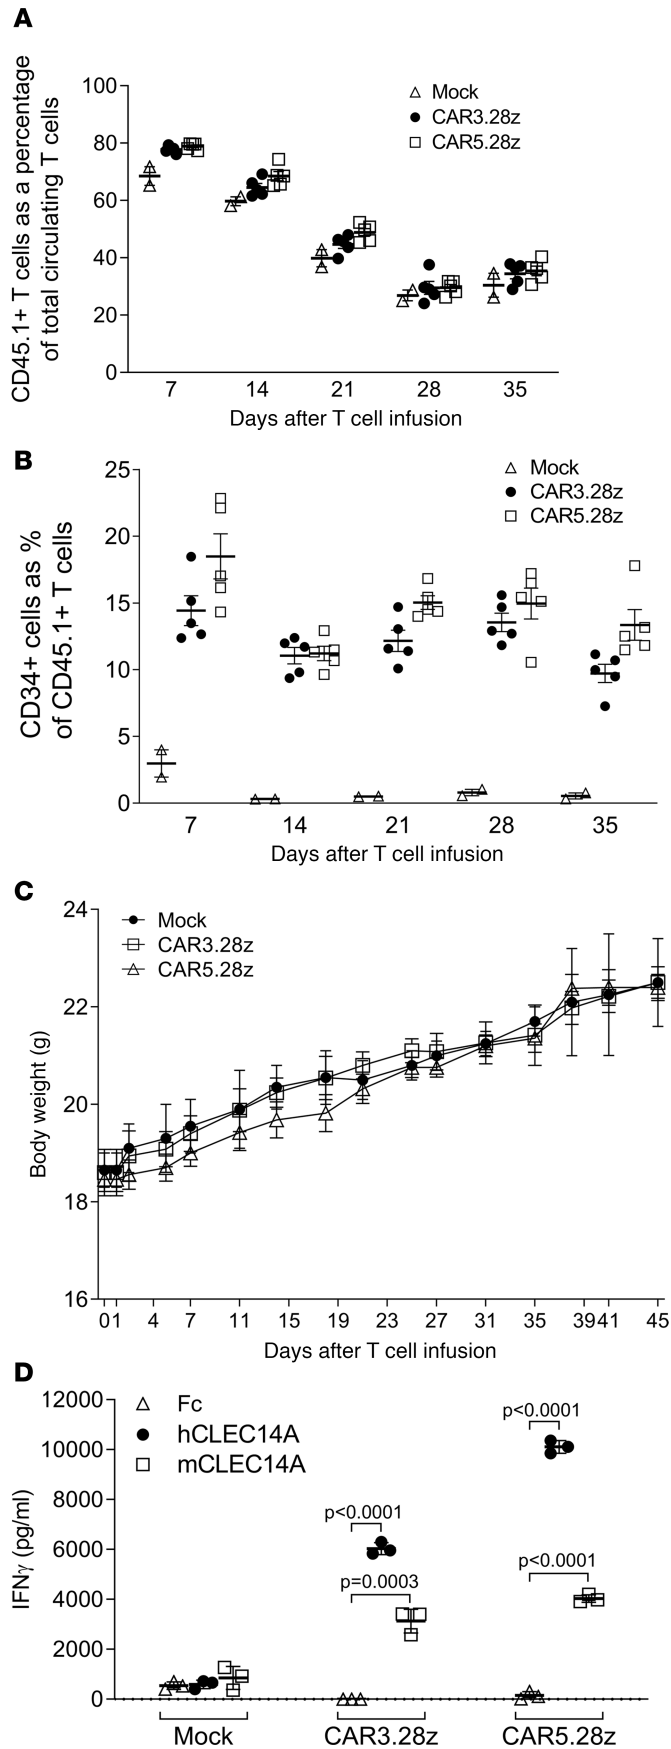 A
CD45.1+ T cells as a percentage
of total circulating T cells
100
80
60
40
20
0
Mock
CAR3.28z
CAR5.28z
7 14 21 28 35
Days after T cell infusion
B
CD34+ cells as %
of CD45.1+ T cells
25
20
15
10
5
0
Mock
CAR3.28z
CAR5.28z
7 14 21 28 35
Days after T cell infusion
C
Body weight (g)
24
22
20
18
16
Mock
CAR3.28z
CAR5.28z
01 4 7 11 15 19 23 27 31 35 3941 45
Days after T cell infusion
D
IFNγ (pg/ml)
12000
10000
8000
6000
4000
2000
0
Fc
hCLEC14A
mCLEC14A
p<0.0001
p<0.0001
p=0.0003
p<0.0001
Mock CAR3.28z CAR5.28z